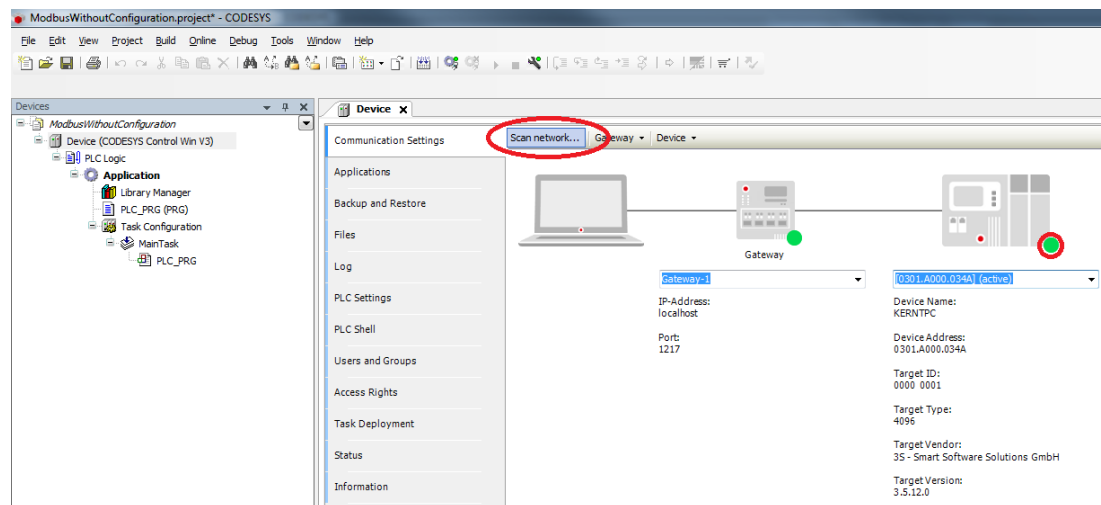 ModbusWithoutConfiguration.project* - CODESYS
File Edit View Project Build Online Debug Tools Window Help
Devices
ModbusWithoutConfiguration
Device (CODESYS Control Win V3)
PLC Logic
Application
Library Manager
PLC_PRG (PRG)
Task Configuration
MainTask
PLC_PRG
Device
Communication Settings
Applications
Backup and Restore
Files
Log
PLC Settings
PLC Shell
Users and Groups
Access Rights
Task Deployment
Status
Information
Scan network... Gateway Device
Gateway
Gateway-1
IP-Address:
localhost
Port:
1217
[0301.A000.034A] (active)
Device Name:
KERNTPC
Device Address:
0301.A000.034A
Target ID:
0000 0001
Target Type:
4096
Target Vendor:
3S - Smart Software Solutions GmbH
Target Version:
3.5.12.0